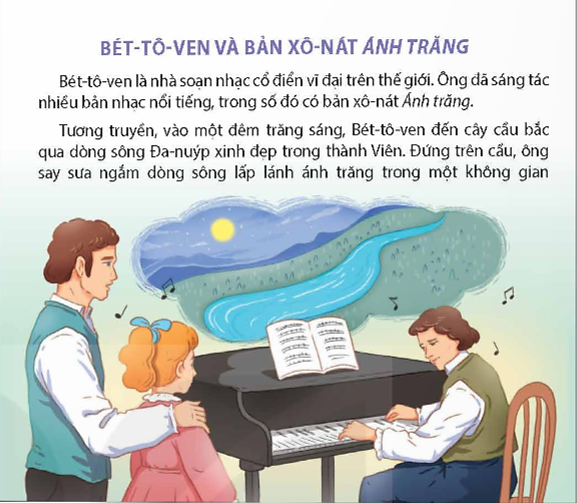 BÉT-TÔ-VEN VÀ BẢN XÔ-NÁT ÁNH TRĂNG
Bét-tô-ven là nhà soạn nhạc cổ điển vĩ đại trên thế giới. Ông đã sáng tác
nhiều bản nhạc nổi tiếng, trong số đó có bản xô-nát Ánh trăng.
Tương truyền, vào một đêm trăng sáng, Bét-tô-ven đến cây cầu bắc
qua dòng sông Đa-nuýp xinh đẹp trong thành Viên. Đứng trên cầu, ông
say sưa ngắm dòng sông lấp lánh ánh trăng trong một không gian